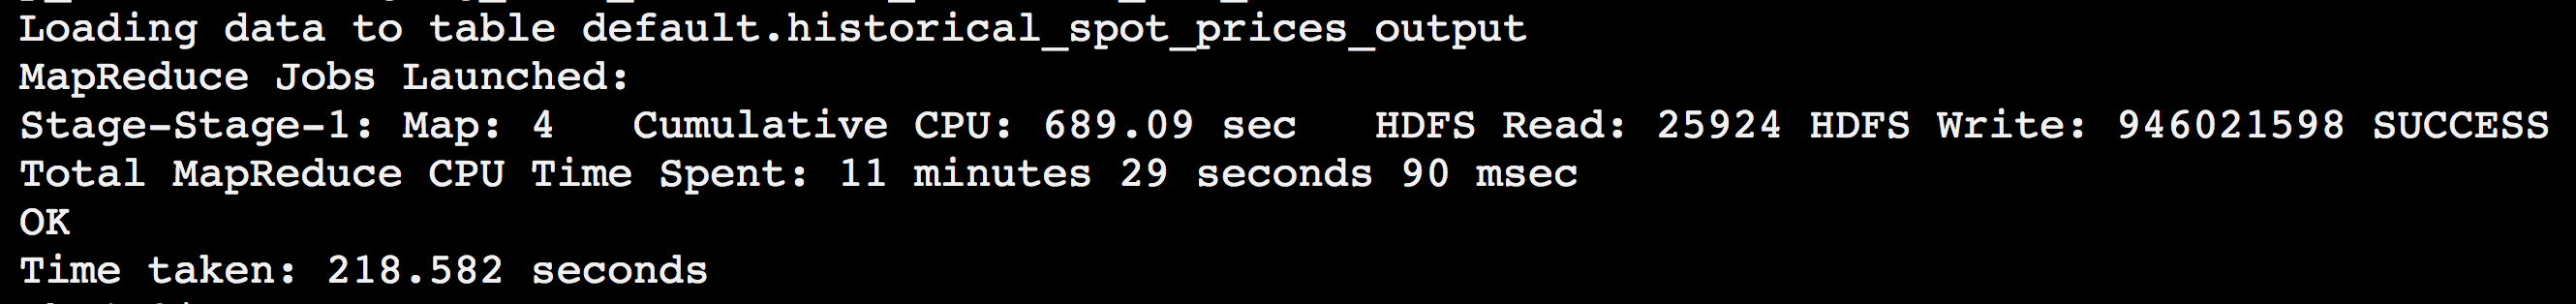 Loading data to table default.historical_spot_prices_output
MapReduce Jobs Launched:
Stage-Stage-1: Map: 4   Cumulative CPU: 689.09 sec   HDFS Read: 25924 HDFS Write: 946021598 SUCCESS
Total MapReduce CPU Time Spent: 11 minutes 29 seconds 90 msec
OK
Time taken: 218.582 seconds